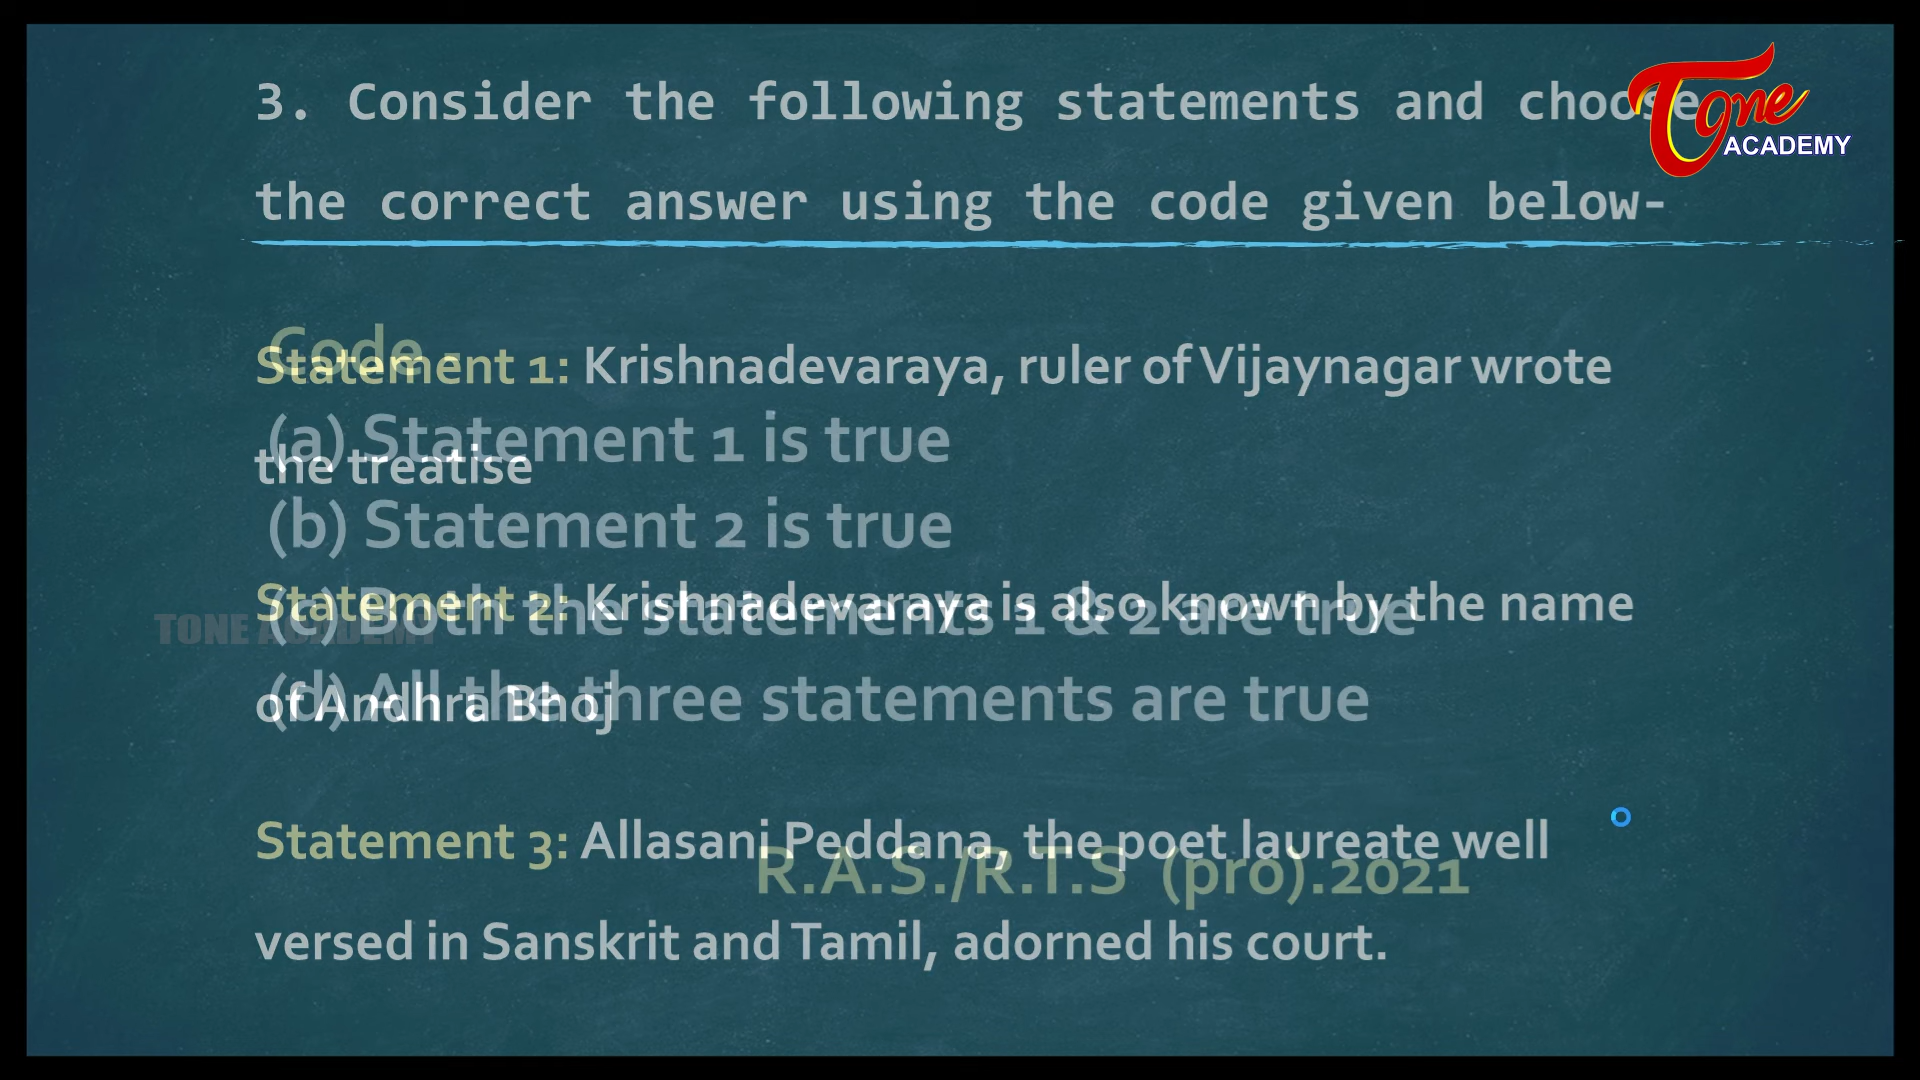 3. Consider the following statements and choose
the correct answer using the code given below-
Tone
ACADEMY
Statement 1: Krishnadevaraya, ruler of Vijaynagar wrote
the treatise
Statement 2: Krishnadevaraya is also known by the name
of Andhra Bhoj
Statement 3: Allasani Peddana, the poet laureate well
versed in Sanskrit and Tamil, adorned his court.
Code -
(a) Statement 1 is true
(b) Statement 2 is true
(c) Both the statements 1 & 2 are true
(d) All the three statements are true
R.A.S./R.T.S (pro).2021
TONE ACADEMY